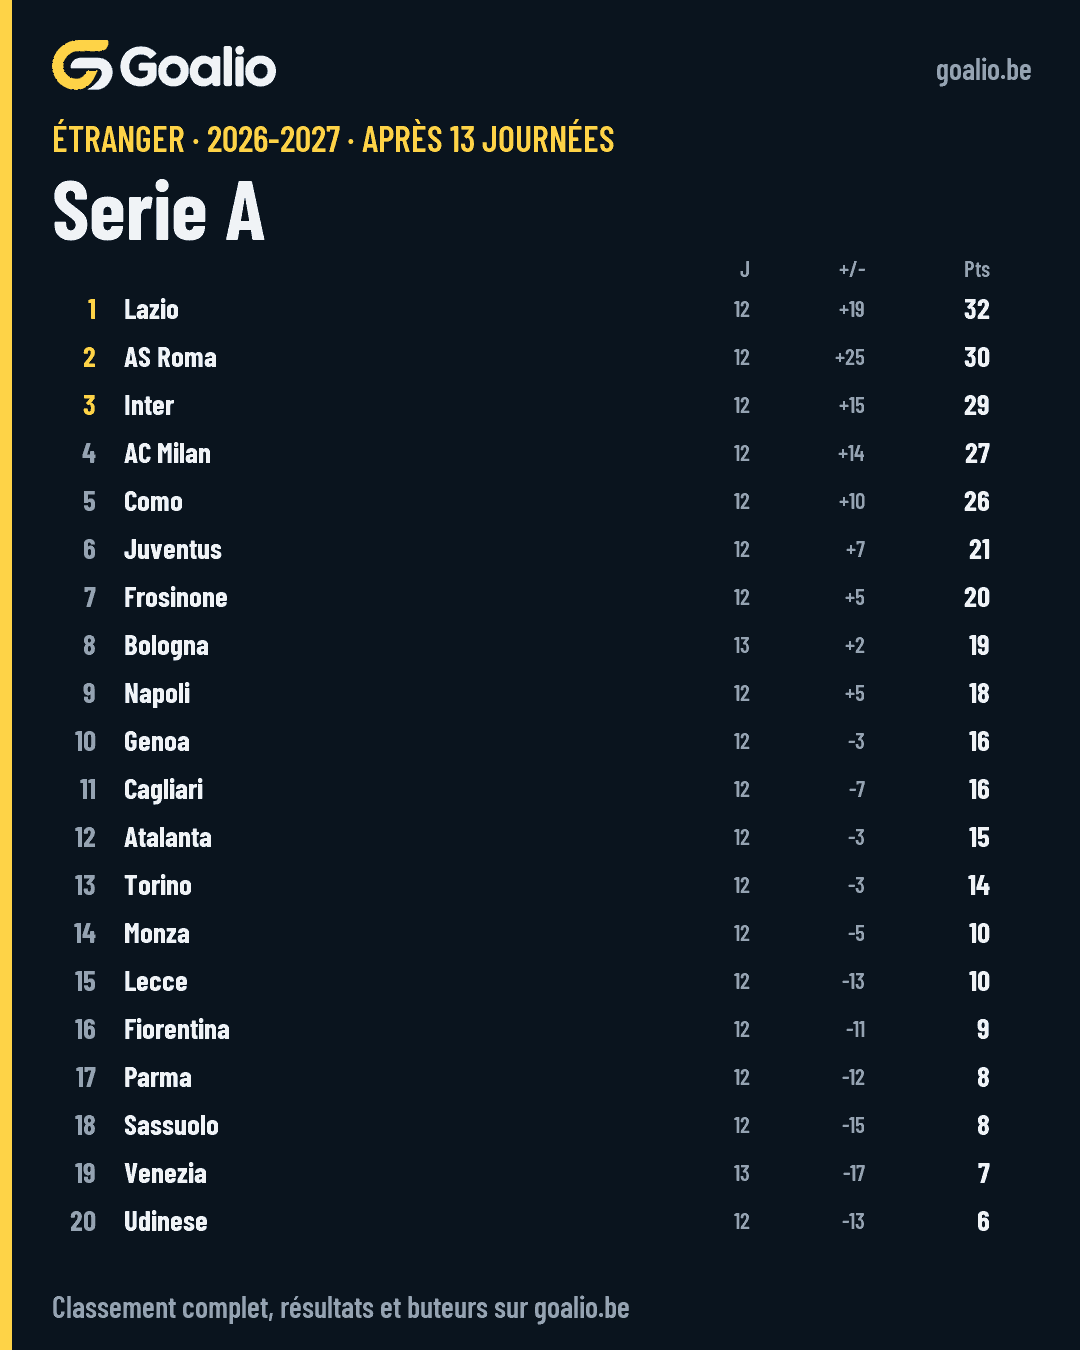 Goalio
goalio.be
ÉTRANGER · 2026-2027 · APRÈS 13 JOURNÉES
Serie A
J +/- Pts
1 Lazio 12 +19 32
2 AS Roma 12 +25 30
3 Inter 12 +15 29
4 AC Milan 12 +14 27
5 Como 12 +10 26
6 Juventus 12 +7 21
7 Frosinone 12 +5 20
8 Bologna 13 +2 19
9 Napoli 12 +5 18
10 Genoa 12 -3 16
11 Cagliari 12 -7 16
12 Atalanta 12 -3 15
13 Torino 12 -3 14
14 Monza 12 -5 10
15 Lecce 12 -13 10
16 Fiorentina 12 -11 9
17 Parma 12 -12 8
18 Sassuolo 12 -15 8
19 Venezia 13 -17 7
20 Udinese 12 -13 6
Classement complet, résultats et buteurs sur goalio.be